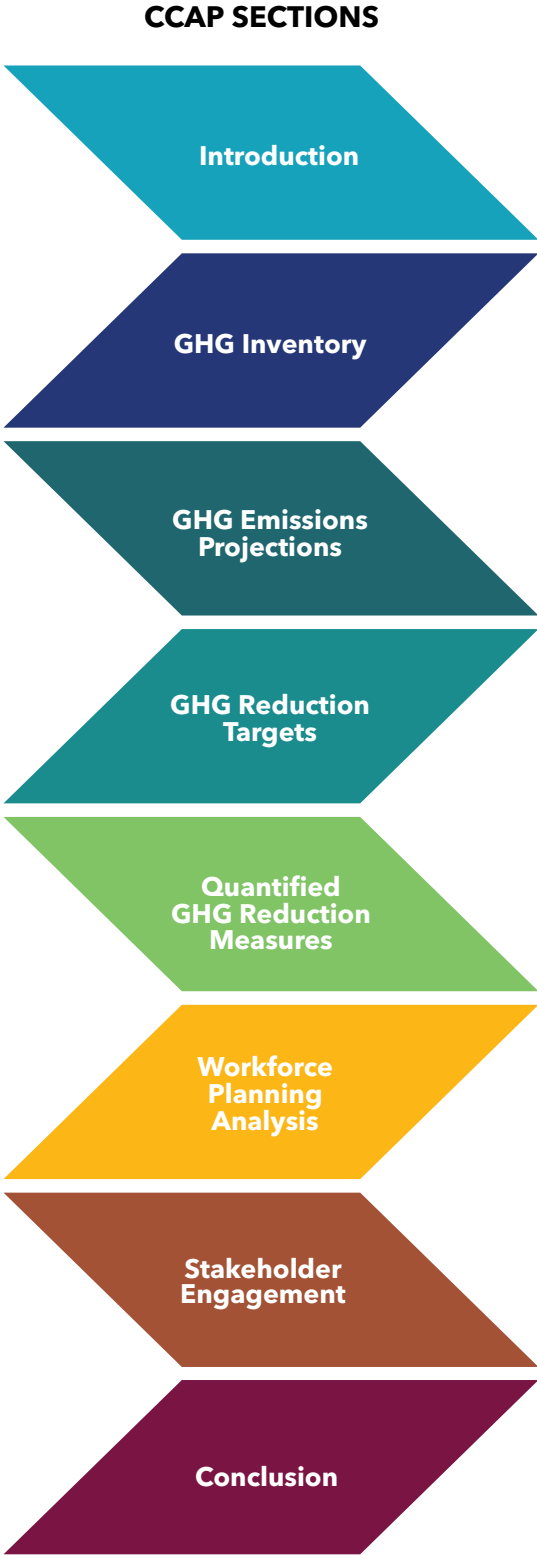 CCAP SECTIONS
Introduction
GHG Inventory
GHG Emissions
Projections
GHG Reduction
Targets
Quantified
GHG Reduction
Measures
Workforce
Planning
Analysis
Stakeholder
Engagement
Conclusion